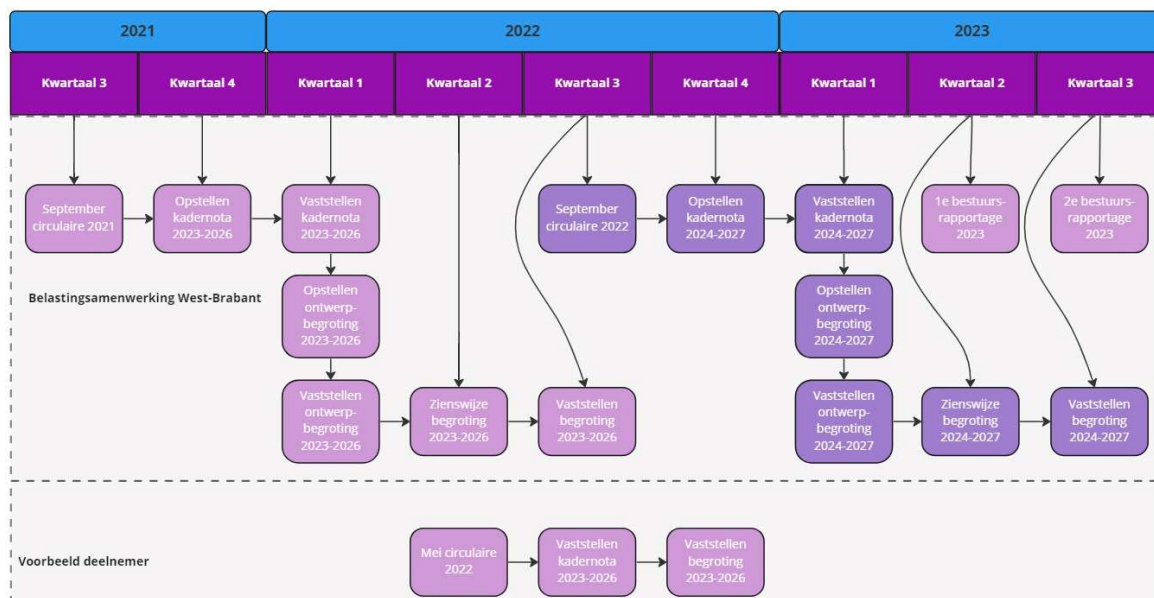 2021
2022
2023
Kwartaal 3
Kwartaal 4
Kwartaal 1
Kwartaal 2
Kwartaal 3
Kwartaal 4
Kwartaal 1
Kwartaal 2
Kwartaal 3
September
circulaire 2021
Opstellen
kadernota
2023-2026
Vaststellen
kadernota
2023-2026
September
circulaire 2022
Opstellen
kadernota
2024-2027
Vaststellen
kadernota
2024-2027
1e bestuurs-
rapportage
2023
2e bestuurs-
rapportage
2023
Belastingsamenwerking West-Brabant
Opstellen
ontwerp-
begroting
2023-2026
Opstellen
ontwerp-
begroting
2024-2027
Vaststellen
ontwerp-
begroting
2023-2026
Zienswijze
begroting
2023-2026
Vaststellen
begroting
2023-2026
Vaststellen
ontwerp-
begroting
2024-2027
Zienswijze
begroting
2024-2027
Vaststellen
begroting
2024-2027
Voorbeeld deelnemer
Mei circulaire
2022
Vaststellen
kadernota
2023-2026
Vaststellen
begroting
2023-2026